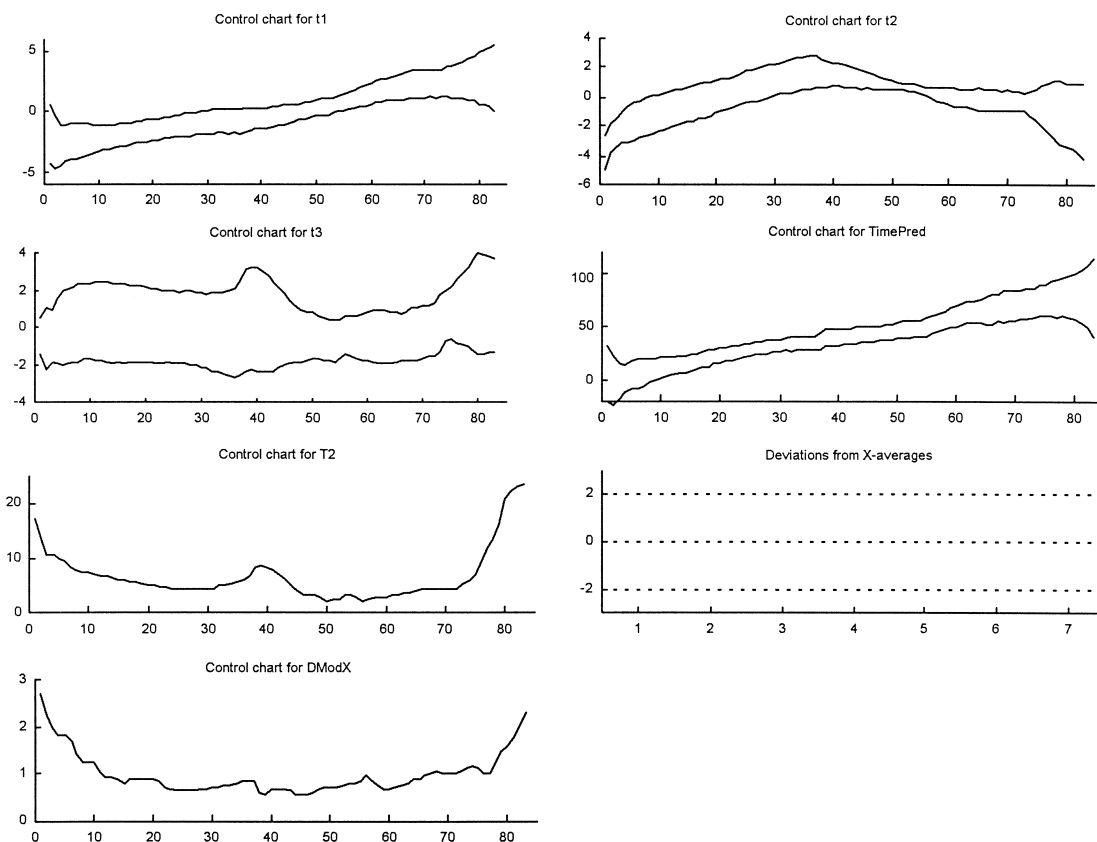 Control chart for t1
5
0
-5
0 10 20 30 40 50 60 70 80
Control chart for t2
4
2
0
-2
-4
-6
0 10 20 30 40 50 60 70 80
Control chart for t3
4
2
0
-2
-4
0 10 20 30 40 50 60 70 80
Control chart for TimePred
100
50
0
0 10 20 30 40 50 60 70 80
Control chart for T2
20
10
0
0 10 20 30 40 50 60 70 80
Deviations from X-averages
2
0
-2
1 2 3 4 5 6 7
Control chart for DModX
3
2
1
0
0 10 20 30 40 50 60 70 80